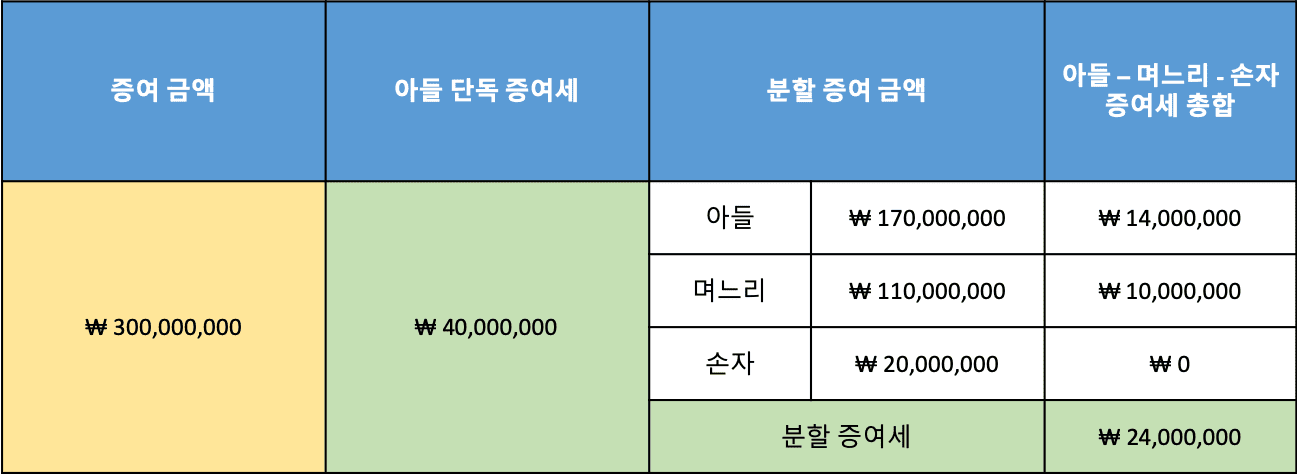 증여 금액
아들 단독 증여세
분할 증여 금액
아들 – 며느리 - 손자
증여세 총합
₩ 300,000,000
₩ 40,000,000
아들
₩ 170,000,000
₩ 14,000,000
며느리
₩ 110,000,000
₩ 10,000,000
손자
₩ 20,000,000
₩ 0
분할 증여세
₩ 24,000,000